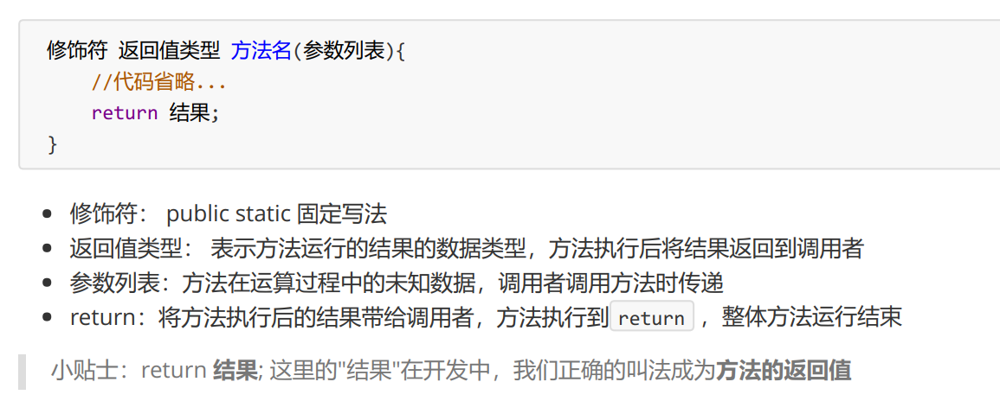 修饰符 返回值类型 方法名(参数列表){
//代码省略...
return 结果;
}
修饰符： public static 固定写法
返回值类型： 表示方法运行的结果的数据类型，方法执行后将结果返回到调用者
参数列表：方法在运算过程中的未知数据，调用者调用方法时传递
return：将方法执行后的结果带给调用者，方法执行到 return ，整体方法运行结束
小贴士：return 结果; 这里的"结果"在开发中，我们正确的叫法成为方法的返回值